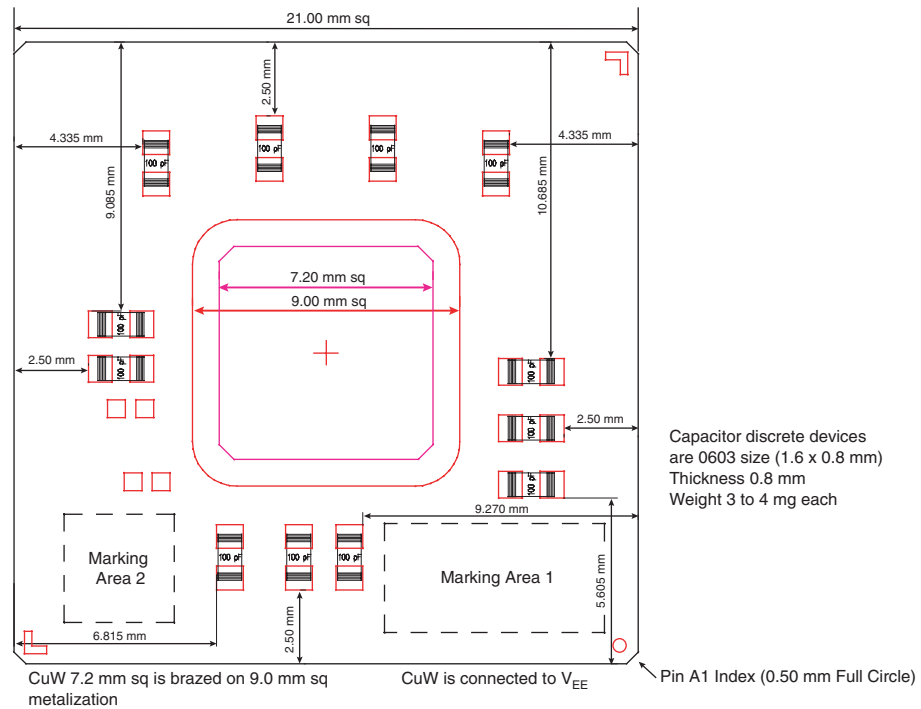 21.00 mm sq
2.50 mm
4.335 mm
4.335 mm
100 pF
100 pF
100 pF
100 pF
9.085 mm
10.685 mm
7.20 mm sq
9.00 mm sq
100 pF
2.50 mm
100 pF
100 pF
100 pF
2.50 mm
100 pF
Capacitor discrete devices
are 0603 size (1.6 x 0.8 mm)
Thickness 0.8 mm
Weight 3 to 4 mg each
9.270 mm
Marking
Area 2
100 pF
100 pF
100 pF
Marking Area 1
5.605 mm
6.815 mm
2.50 mm
CuW 7.2 mm sq is brazed on 9.0 mm sq
metalization
CuW is connected to VEE
Pin A1 Index (0.50 mm Full Circle)